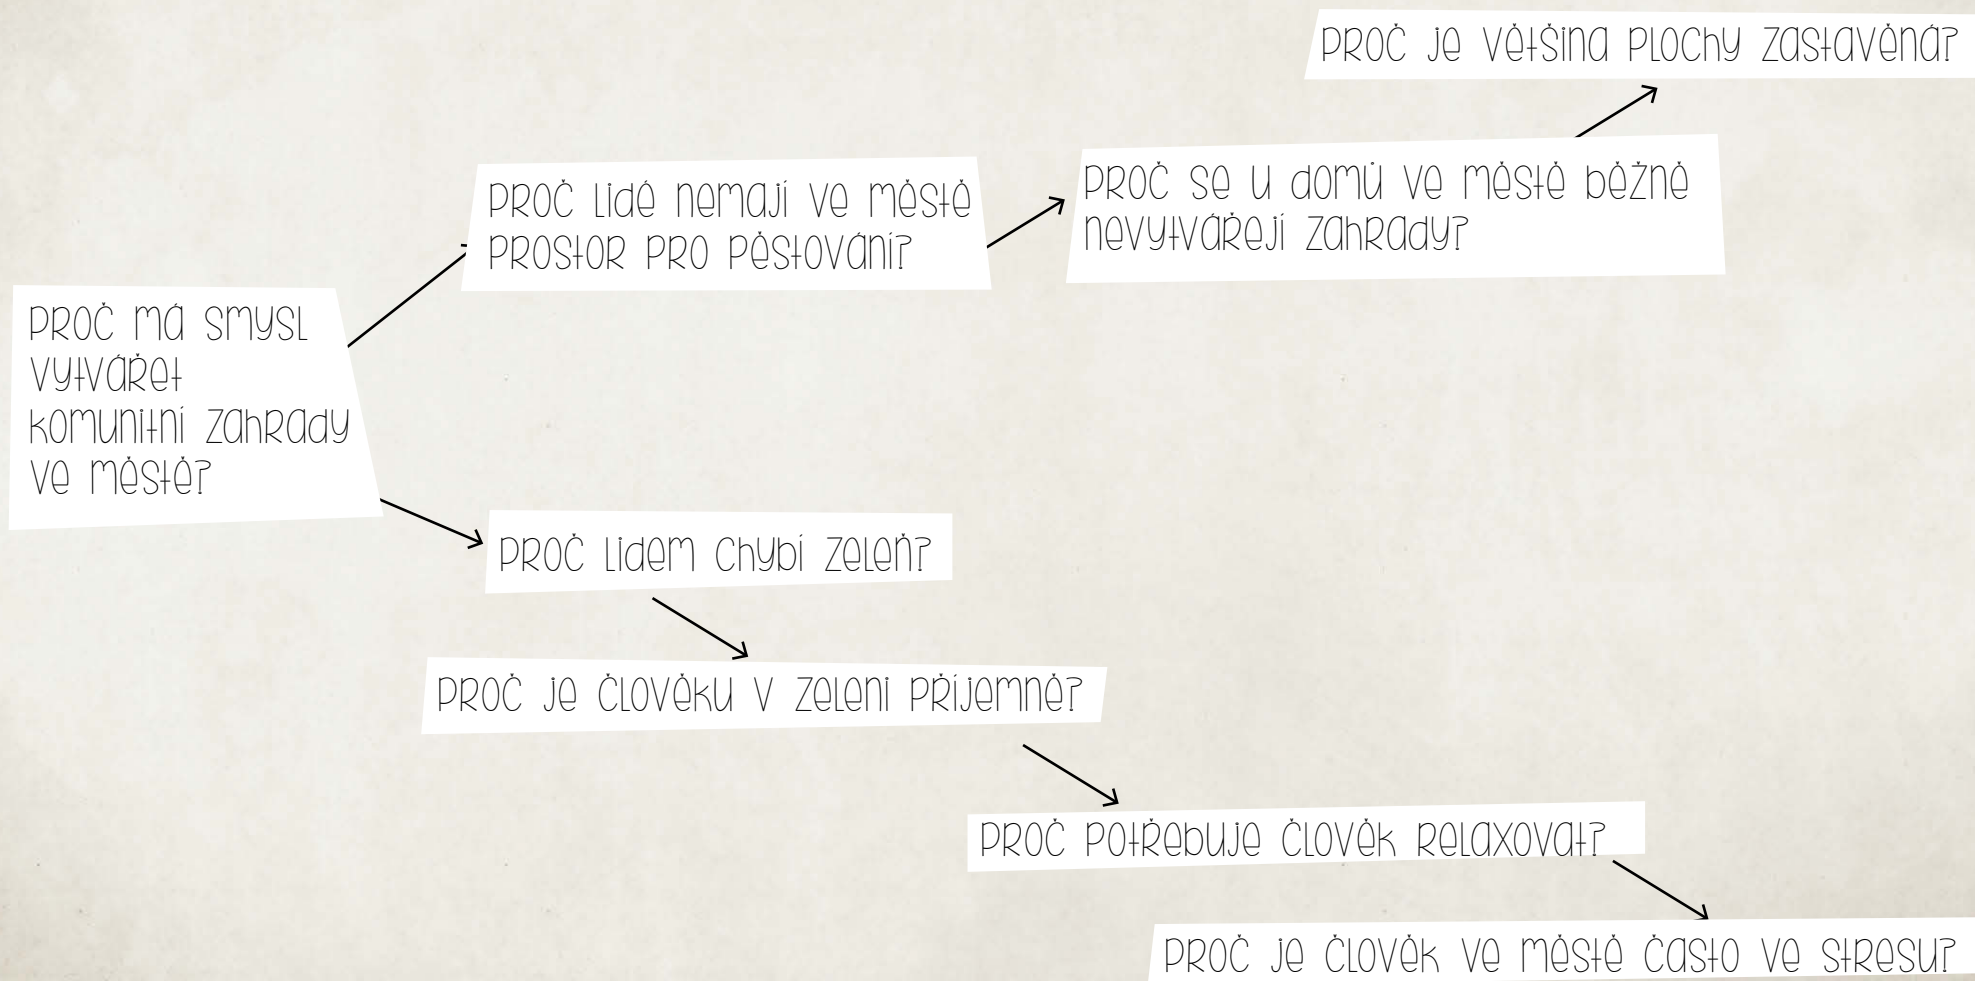 Proč je většina plochy zastavěná?
Proč se u domů ve městě běžně
nevytvářejí zahrady?
Proč lidé nemají ve městě
prostor pro pěstování?
Proč má smysl
vytvářet
komunitní zahrady
ve městě?
Proč lidem chybí zeleň?
Proč je člověku v zeleni příjemně?
Proč potřebuje člověk relaxovat?
Proč je člověk ve městě často ve stresu?